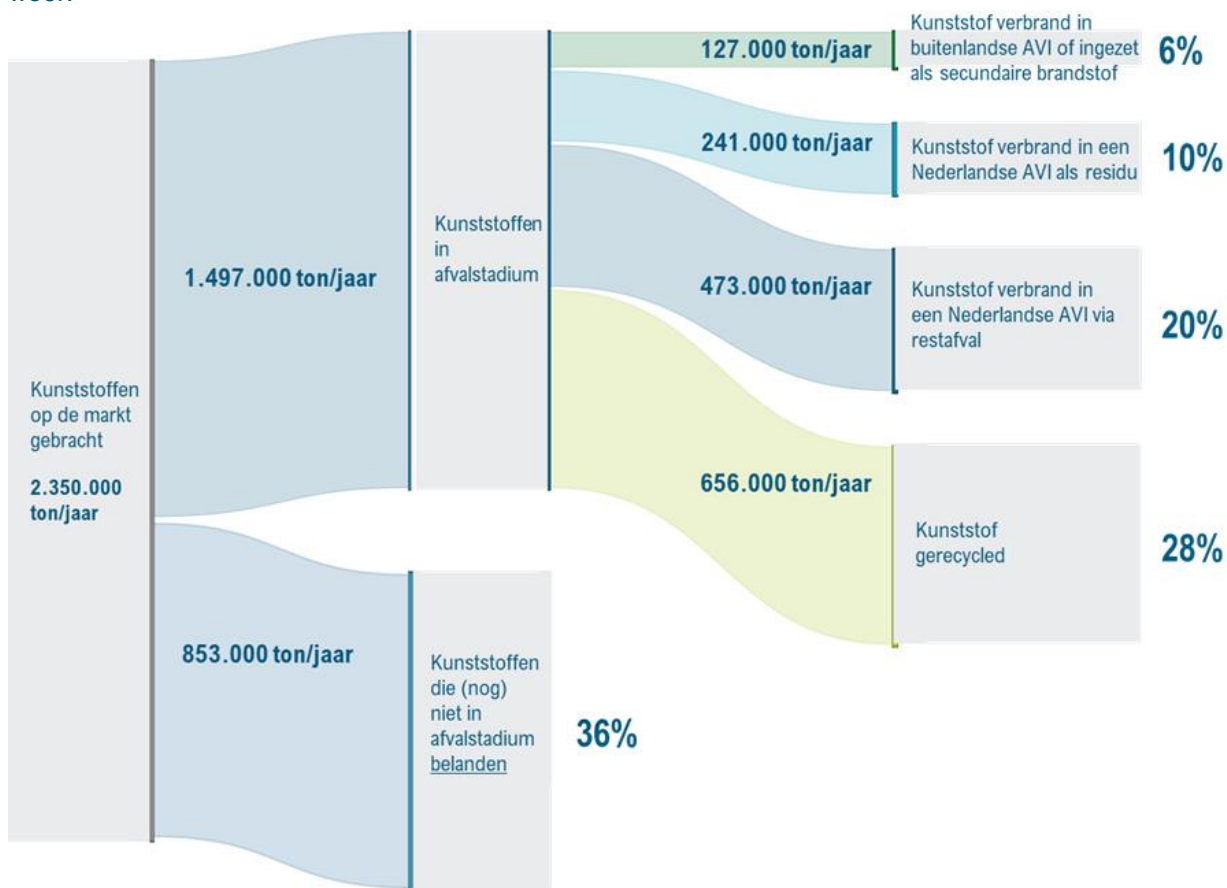 Kunststoffen
op de markt
gebracht
2.350.000
ton/jaar
1.497.000 ton/jaar
853.000 ton/jaar
Kunststoffen
in
afvalstadium
Kunststoffen
die (nog)
niet in
afvalstadium
belanden
36%
127.000 ton/jaar
Kunststof verbrand in
buitenlandse AVI of ingezet
als secundaire brandstof
6%
241.000 ton/jaar
Kunststof verbrand in een
Nederlandse AVI als residu
10%
473.000 ton/jaar
Kunststof verbrand in
een Nederlandse AVI via
restafval
20%
656.000 ton/jaar
Kunststof
gerecycled
28%